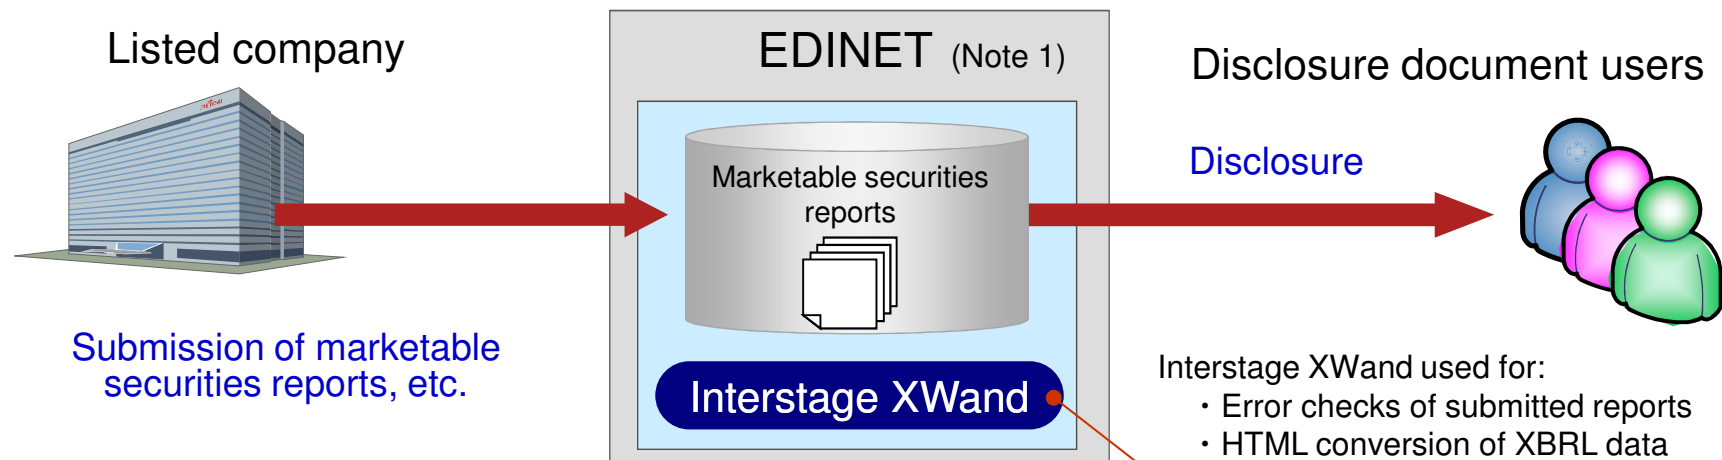 Listed company
EDINET (Note 1)
Disclosure document users
Marketable securities
reports
Disclosure
Submission of marketable
securities reports, etc.
Interstage XWand
Interstage XWand used for:
・Error checks of submitted reports
・HTML conversion of XBRL data